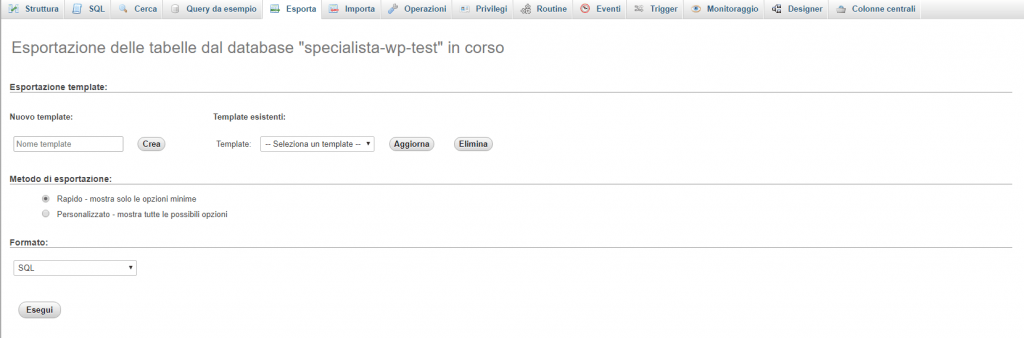 Struttura SQL Cerca Query da esempio Esporta Importa Operazioni Privilegi Routine Eventi Trigger Monitoraggio Designer Colonne centrali
Esportazione delle tabelle dal database "specialista-wp-test" in corso
Esportazione template:
Nuovo template: Template esistenti:
Nome template Crea Template: -- Seleziona un template -- Aggiorna Elimina
Metodo di esportazione:
Rapido - mostra solo le opzioni minime
Personalizzato - mostra tutte le possibili opzioni
Formato:
SQL
Esegui